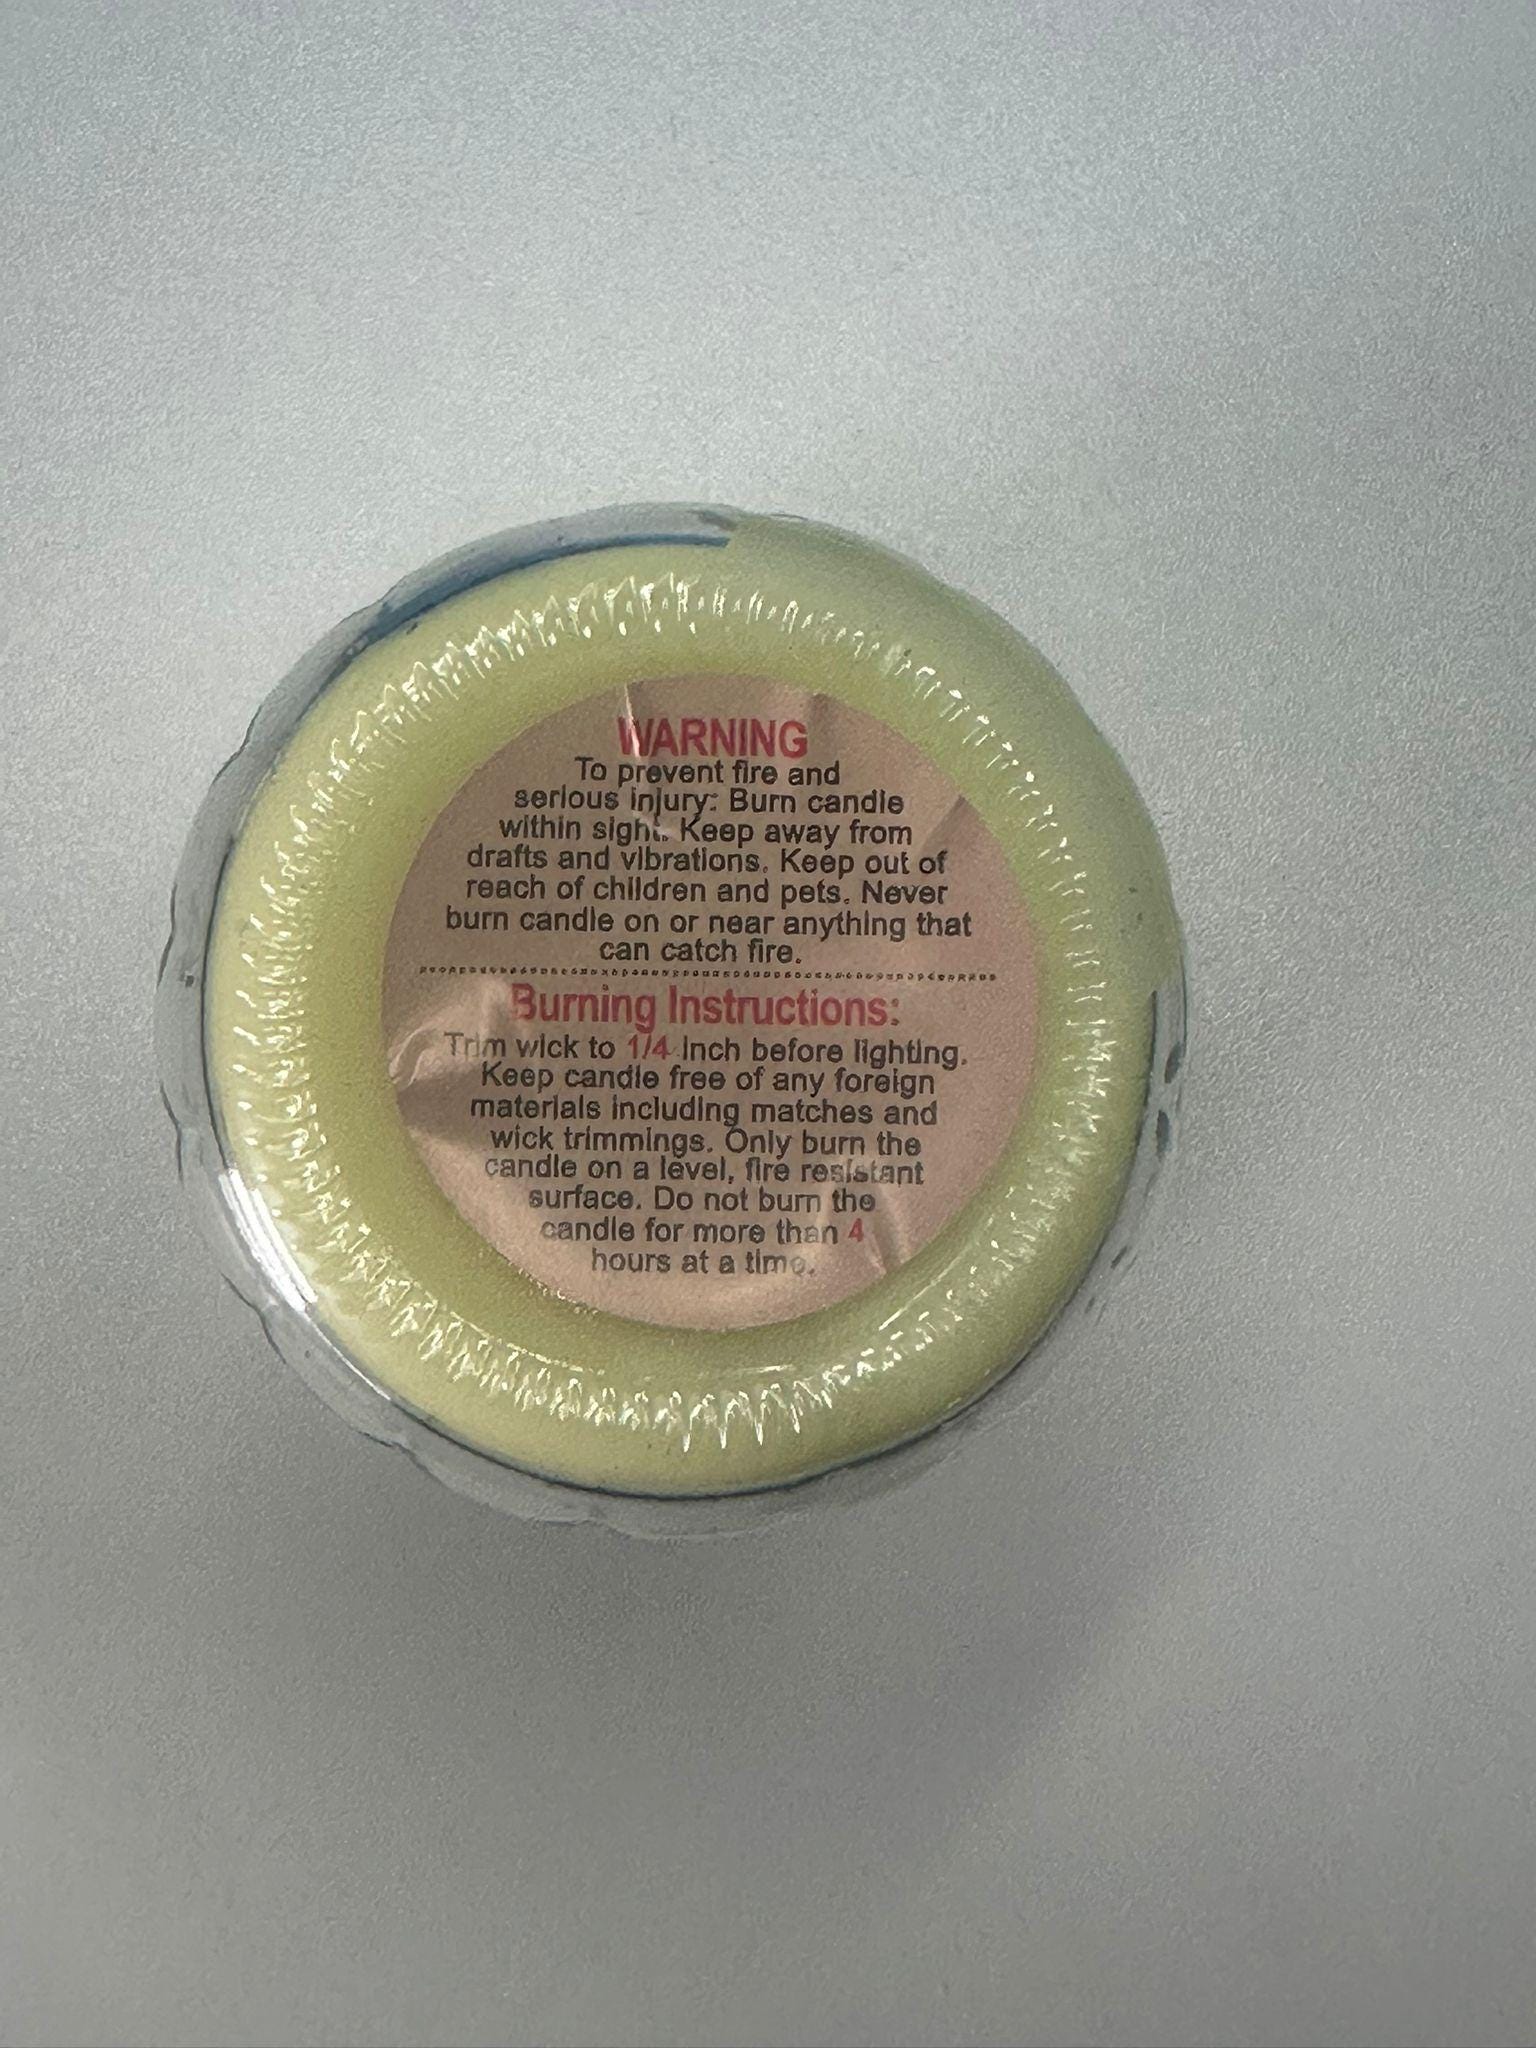 WARNING
To prevent fire and
serious injury: Burn candle
within sight. Keep away from
drafts and vibrations. Keep out of
reach of children and pets. Never
burn candle on or near anything that
can catch fire.
Burning Instructions:
Trim wick to 1/4 inch before lighting.
Keep candle free of any foreign
materials including matches and
wick trimmings. Only burn the
candle on a level, fire resistant
surface. Do not burn the
candle for more than 4
hours at a time.